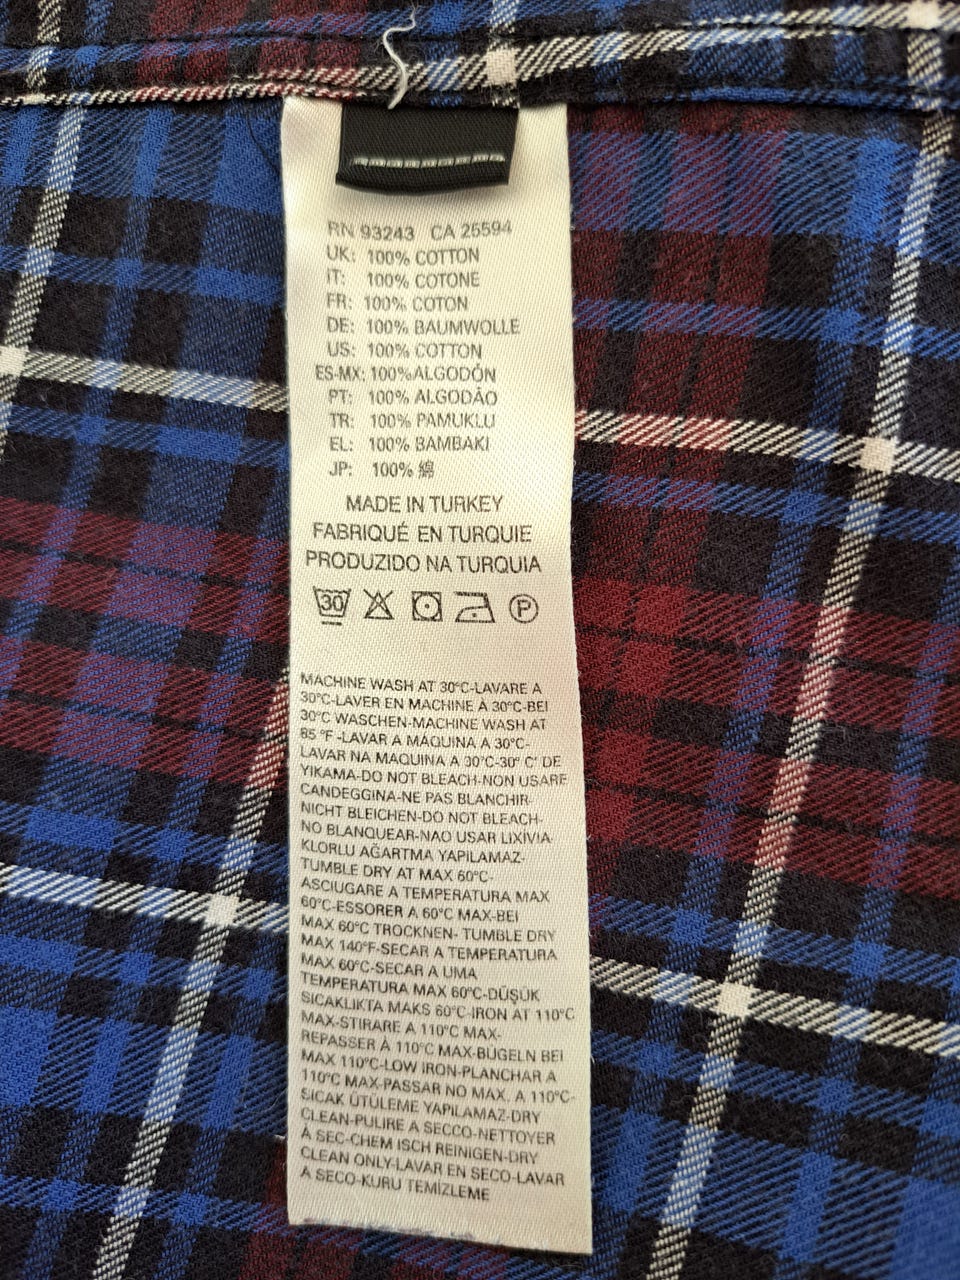 RN 93243 CA 25594
UK: 100% COTTON
IT: 100% COTONE
FR: 100% COTON
DE: 100% BAUMWOLLE
US: 100% COTTON
ES-MX: 100%ALGODÓN
PT: 100% ALGODÃO
TR: 100% PAMUKLU
EL: 100% BAMBAKI
JP: 100% 綿
MADE IN TURKEY
FABRIQUÉ EN TURQUIE
PRODUZIDO NA TURQUIA
30 P
MACHINE WASH AT 30°C-LAVARE A
30°C-LAVER EN MACHINE À 30°C-BEI
30°C WASCHEN-MACHINE WASH AT
85 °F -LAVAR A MÁQUINA A 30°C-
LAVAR NA MAQUINA A 30°C-30° C' DE
YIKAMA-DO NOT BLEACH-NON USARE
CANDEGGINA-NE PAS BLANCHIR-
NICHT BLEICHEN-DO NOT BLEACH-
NO BLANQUEAR-NAO USAR LIXÍVIA-
KLORLU AĞARTMA YAPILAMAZ-
TUMBLE DRY AT MAX 60°C-
ASCIUGARE A TEMPERATURA MAX
60°C-ESSORER A 60°C MAX-BEI
MAX 60°C TROCKNEN- TUMBLE DRY
MAX 140°F-SECAR A TEMPERATURA
MAX 60°C-SECAR A UMA
TEMPERATURA MAX 60°C-DÜŞÜK
SICAKLIKTA MAKS 60°C-IRON AT 110°C
MAX-STIRARE A 110°C MAX-
REPASSER À 110°C MAX-BÜGELN BEI
MAX 110°C-LOW IRON-PLANCHAR A
110°C MAX-PASSAR NO MAX. A 110°C-
SICAK ÜTÜLEME YAPILAMAZ-DRY
CLEAN-PULIRE A SECCO-NETTOYER
À SEC-CHEM ISCH REINIGEN-DRY
CLEAN ONLY-LAVAR EN SECO-LAVAR
A SECO-KURU TEMİZLEME